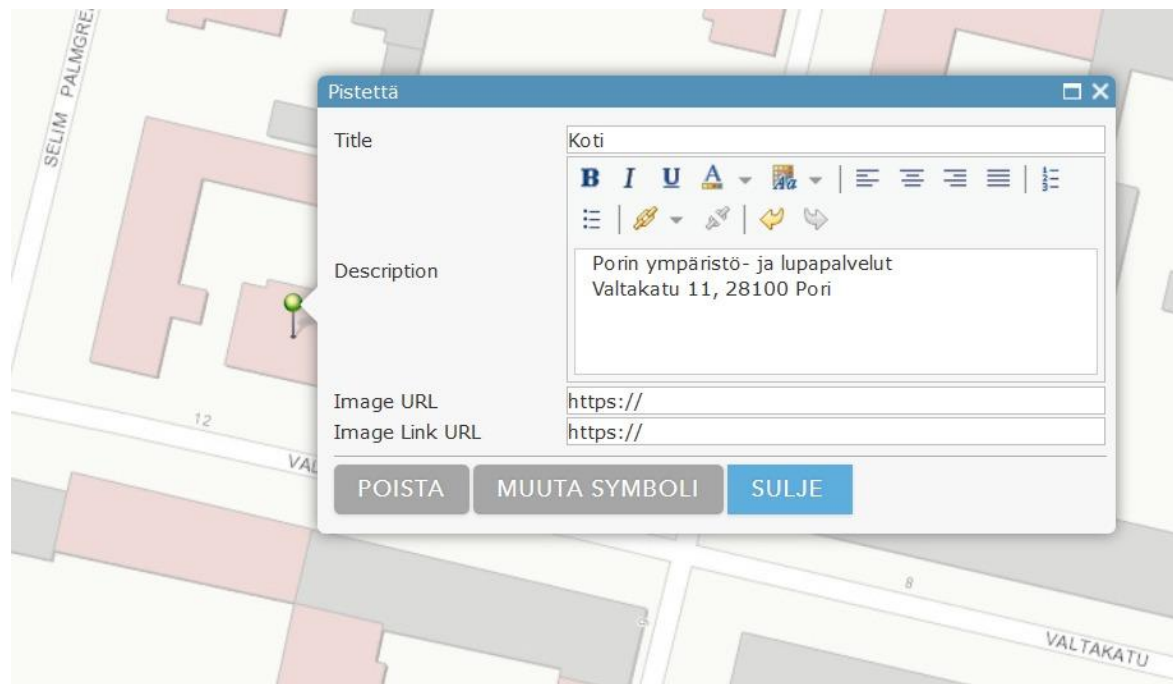 SELIM PALMGRE
Pistettä
Title
Koti
B I U A Aa
Description
Porin ympäristö- ja lupapalvelut
Valtakatu 11, 28100 Pori
Image URL
https://
Image Link URL
https://
POISTA
MUUTA SYMBOLI
SULJE
12
VAL
8
VALTAKATU